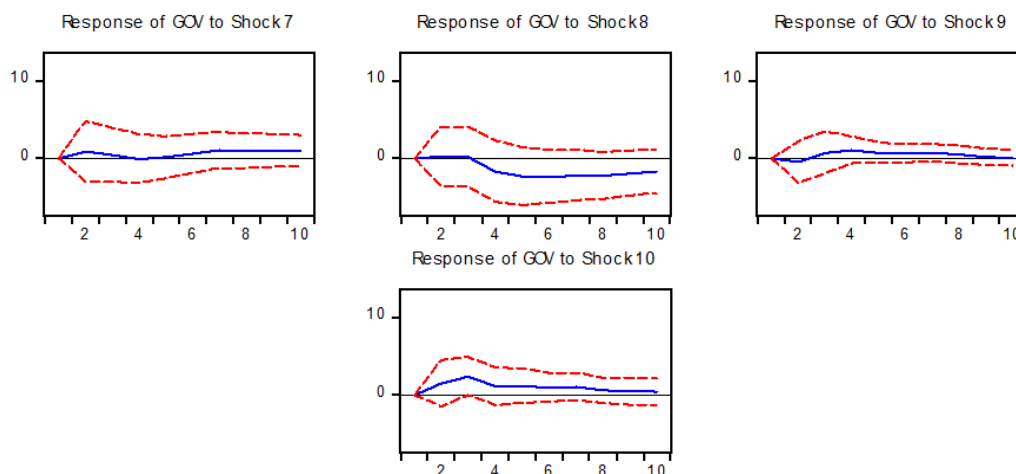 Response of GOV to Shock7
Response of GOV to Shock8
Response of GOV to Shock9
10
0
2 4 6 8 10
10
0
2 4 6 8 10
10
0
2 4 6 8 10
Response of GOV to Shock10
10
0
2 4 6 8 10